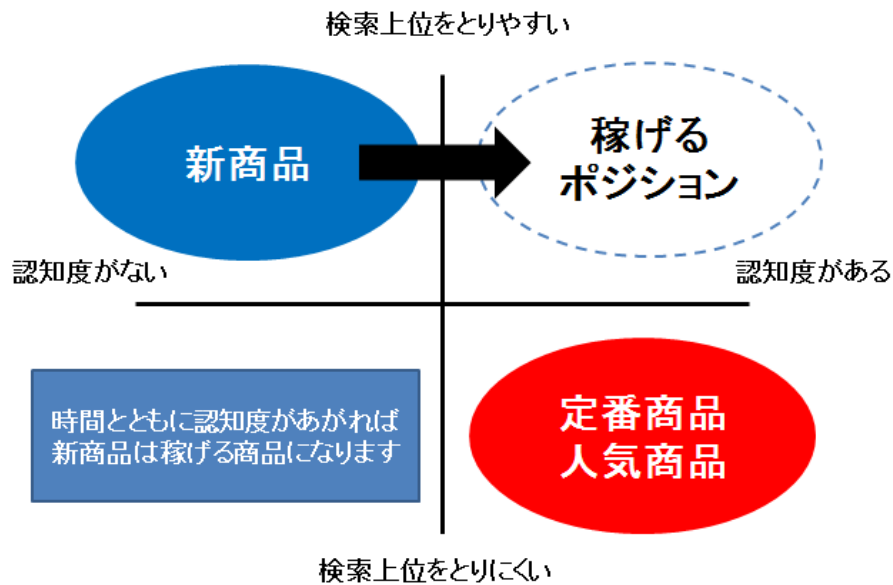 検索上位をとりやすい
新商品
稼げる
ポジション
認知度がない
認知度がある
時間とともに認知度があがれば
新商品は稼げる商品になります
定番商品
人気商品
検索上位をとりにくい